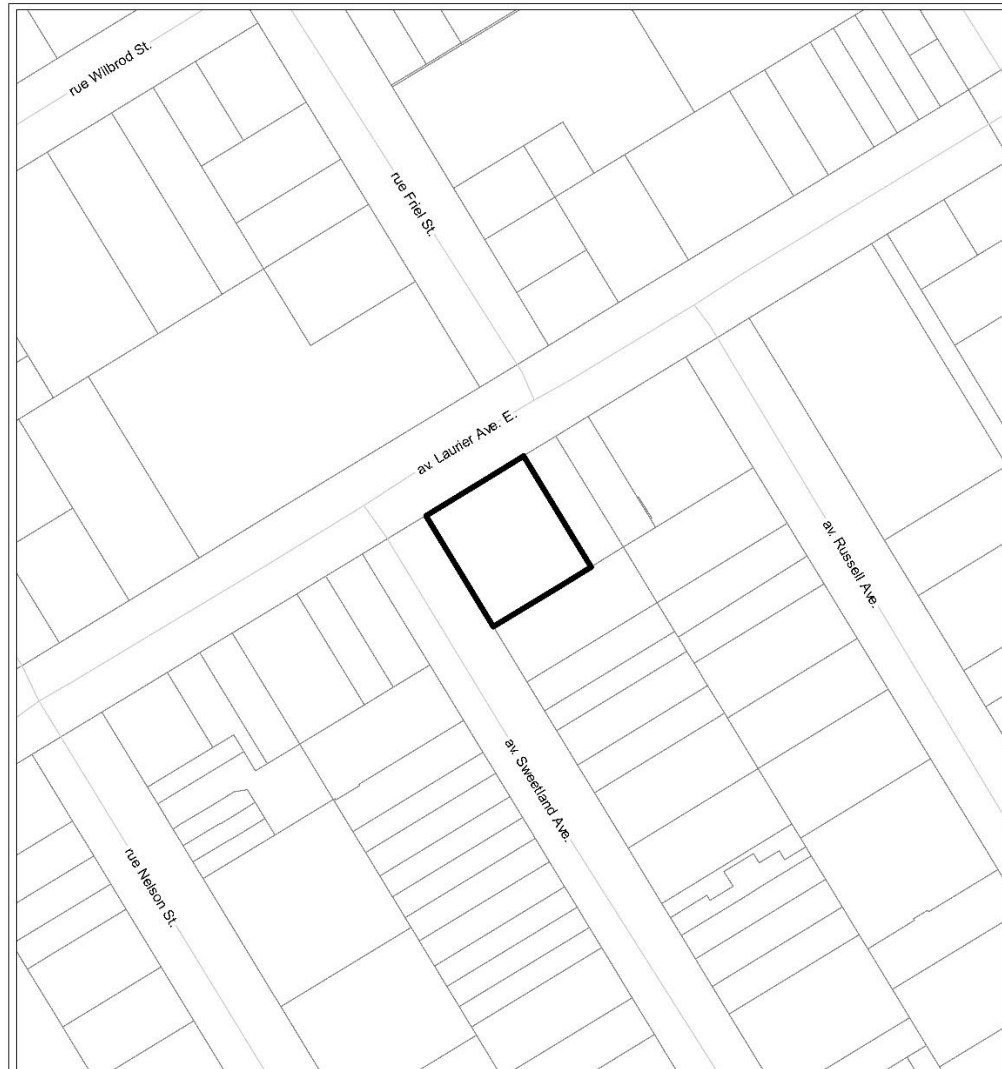 rue Wilbrod St.
rue Friel St.
av. Laurier Ave. E.
av. Russell Ave.
av. Sweetland Ave.
rue Nelson St.